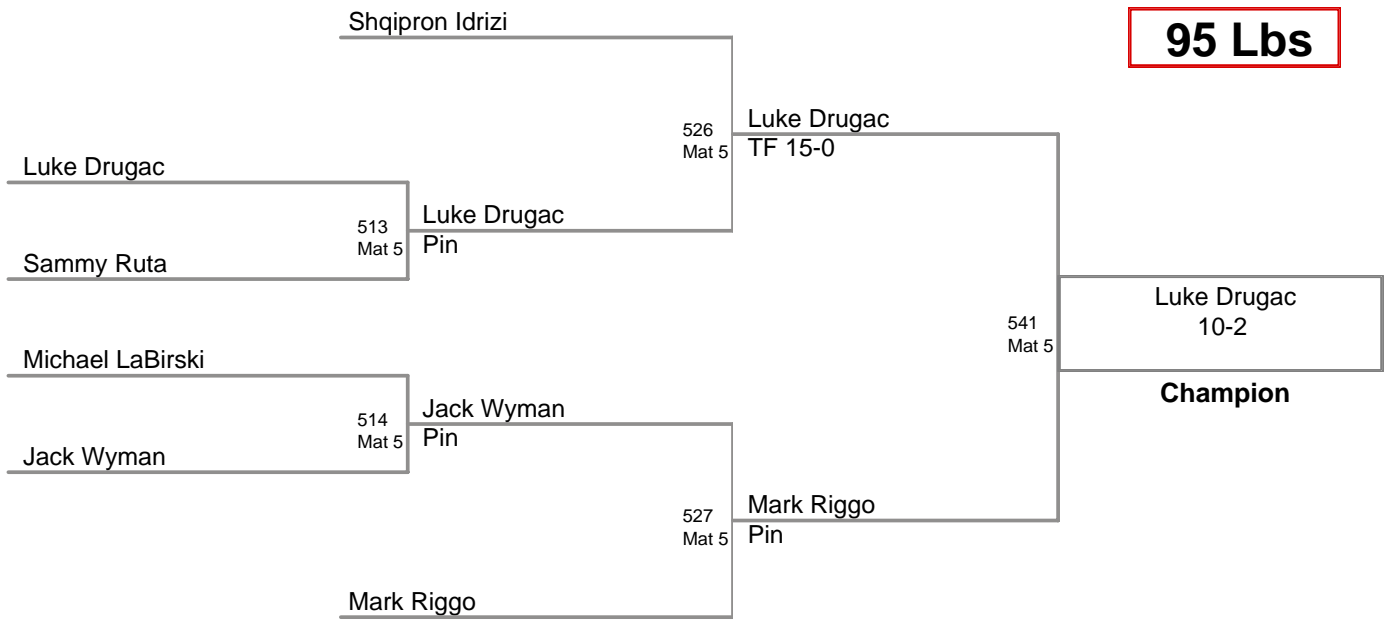 Shqipron Idrizi
95 Lbs
526
Mat 5
Luke Drugac
TF 15-0
Luke Drugac
513
Mat 5
Luke Drugac
Pin
Sammy Ruta
Luke Drugac
10-2
541
Mat 5
Champion
Michael LaBirski
514
Mat 5
Jack Wyman
Pin
Jack Wyman
527
Mat 5
Mark Riggo
Pin
Mark Riggo